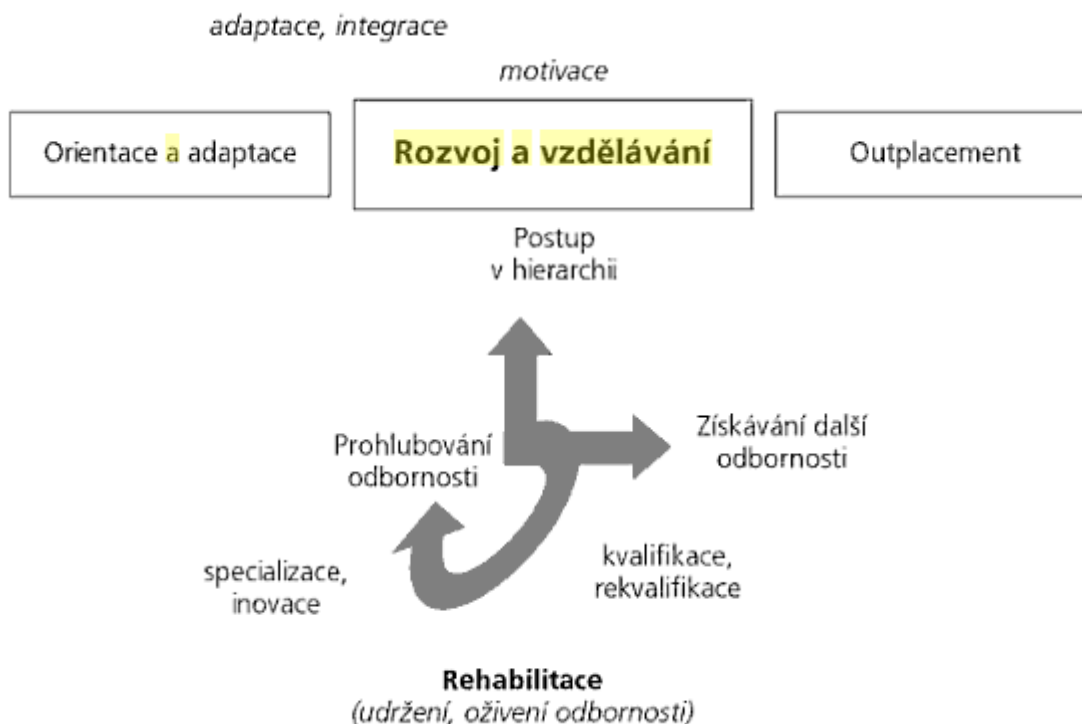 adaptace, integrace
motivace
Orientace a adaptace
Rozvoj a vzdělávání
Outplacement
Postup
v hierarchii
Prohlubování
odbornosti
Získávání další
odbornosti
specializace,
inovace
kvalifikace,
rekvalifikace
Rehabilitace
(udržení, oživení odbornosti)